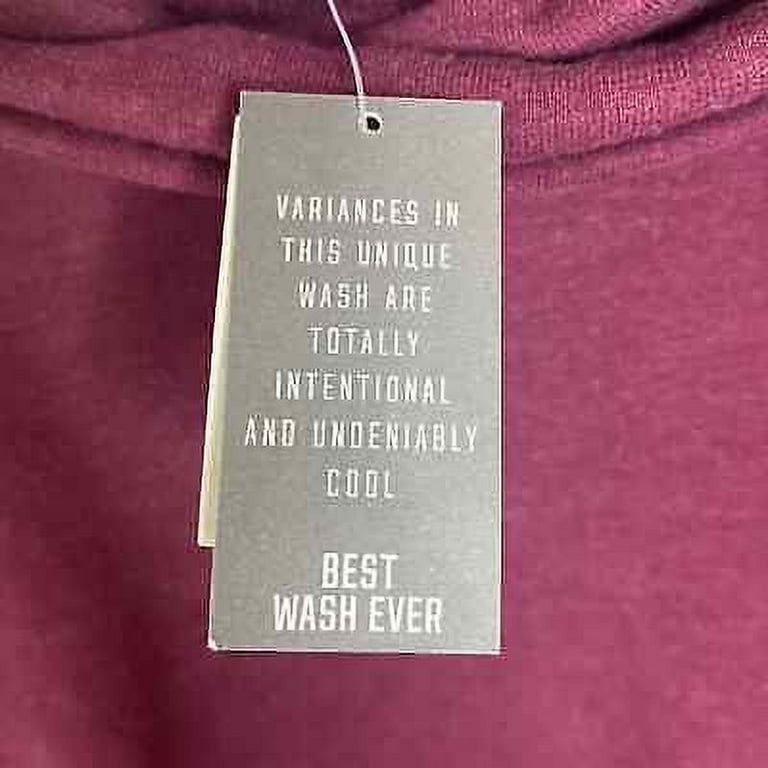 VARIANCES IN
THIS UNIQUE
WASH ARE
TOTALLY
INTENTIONAL
AND UNDENIABLY
COOL
BEST
WASH EVER